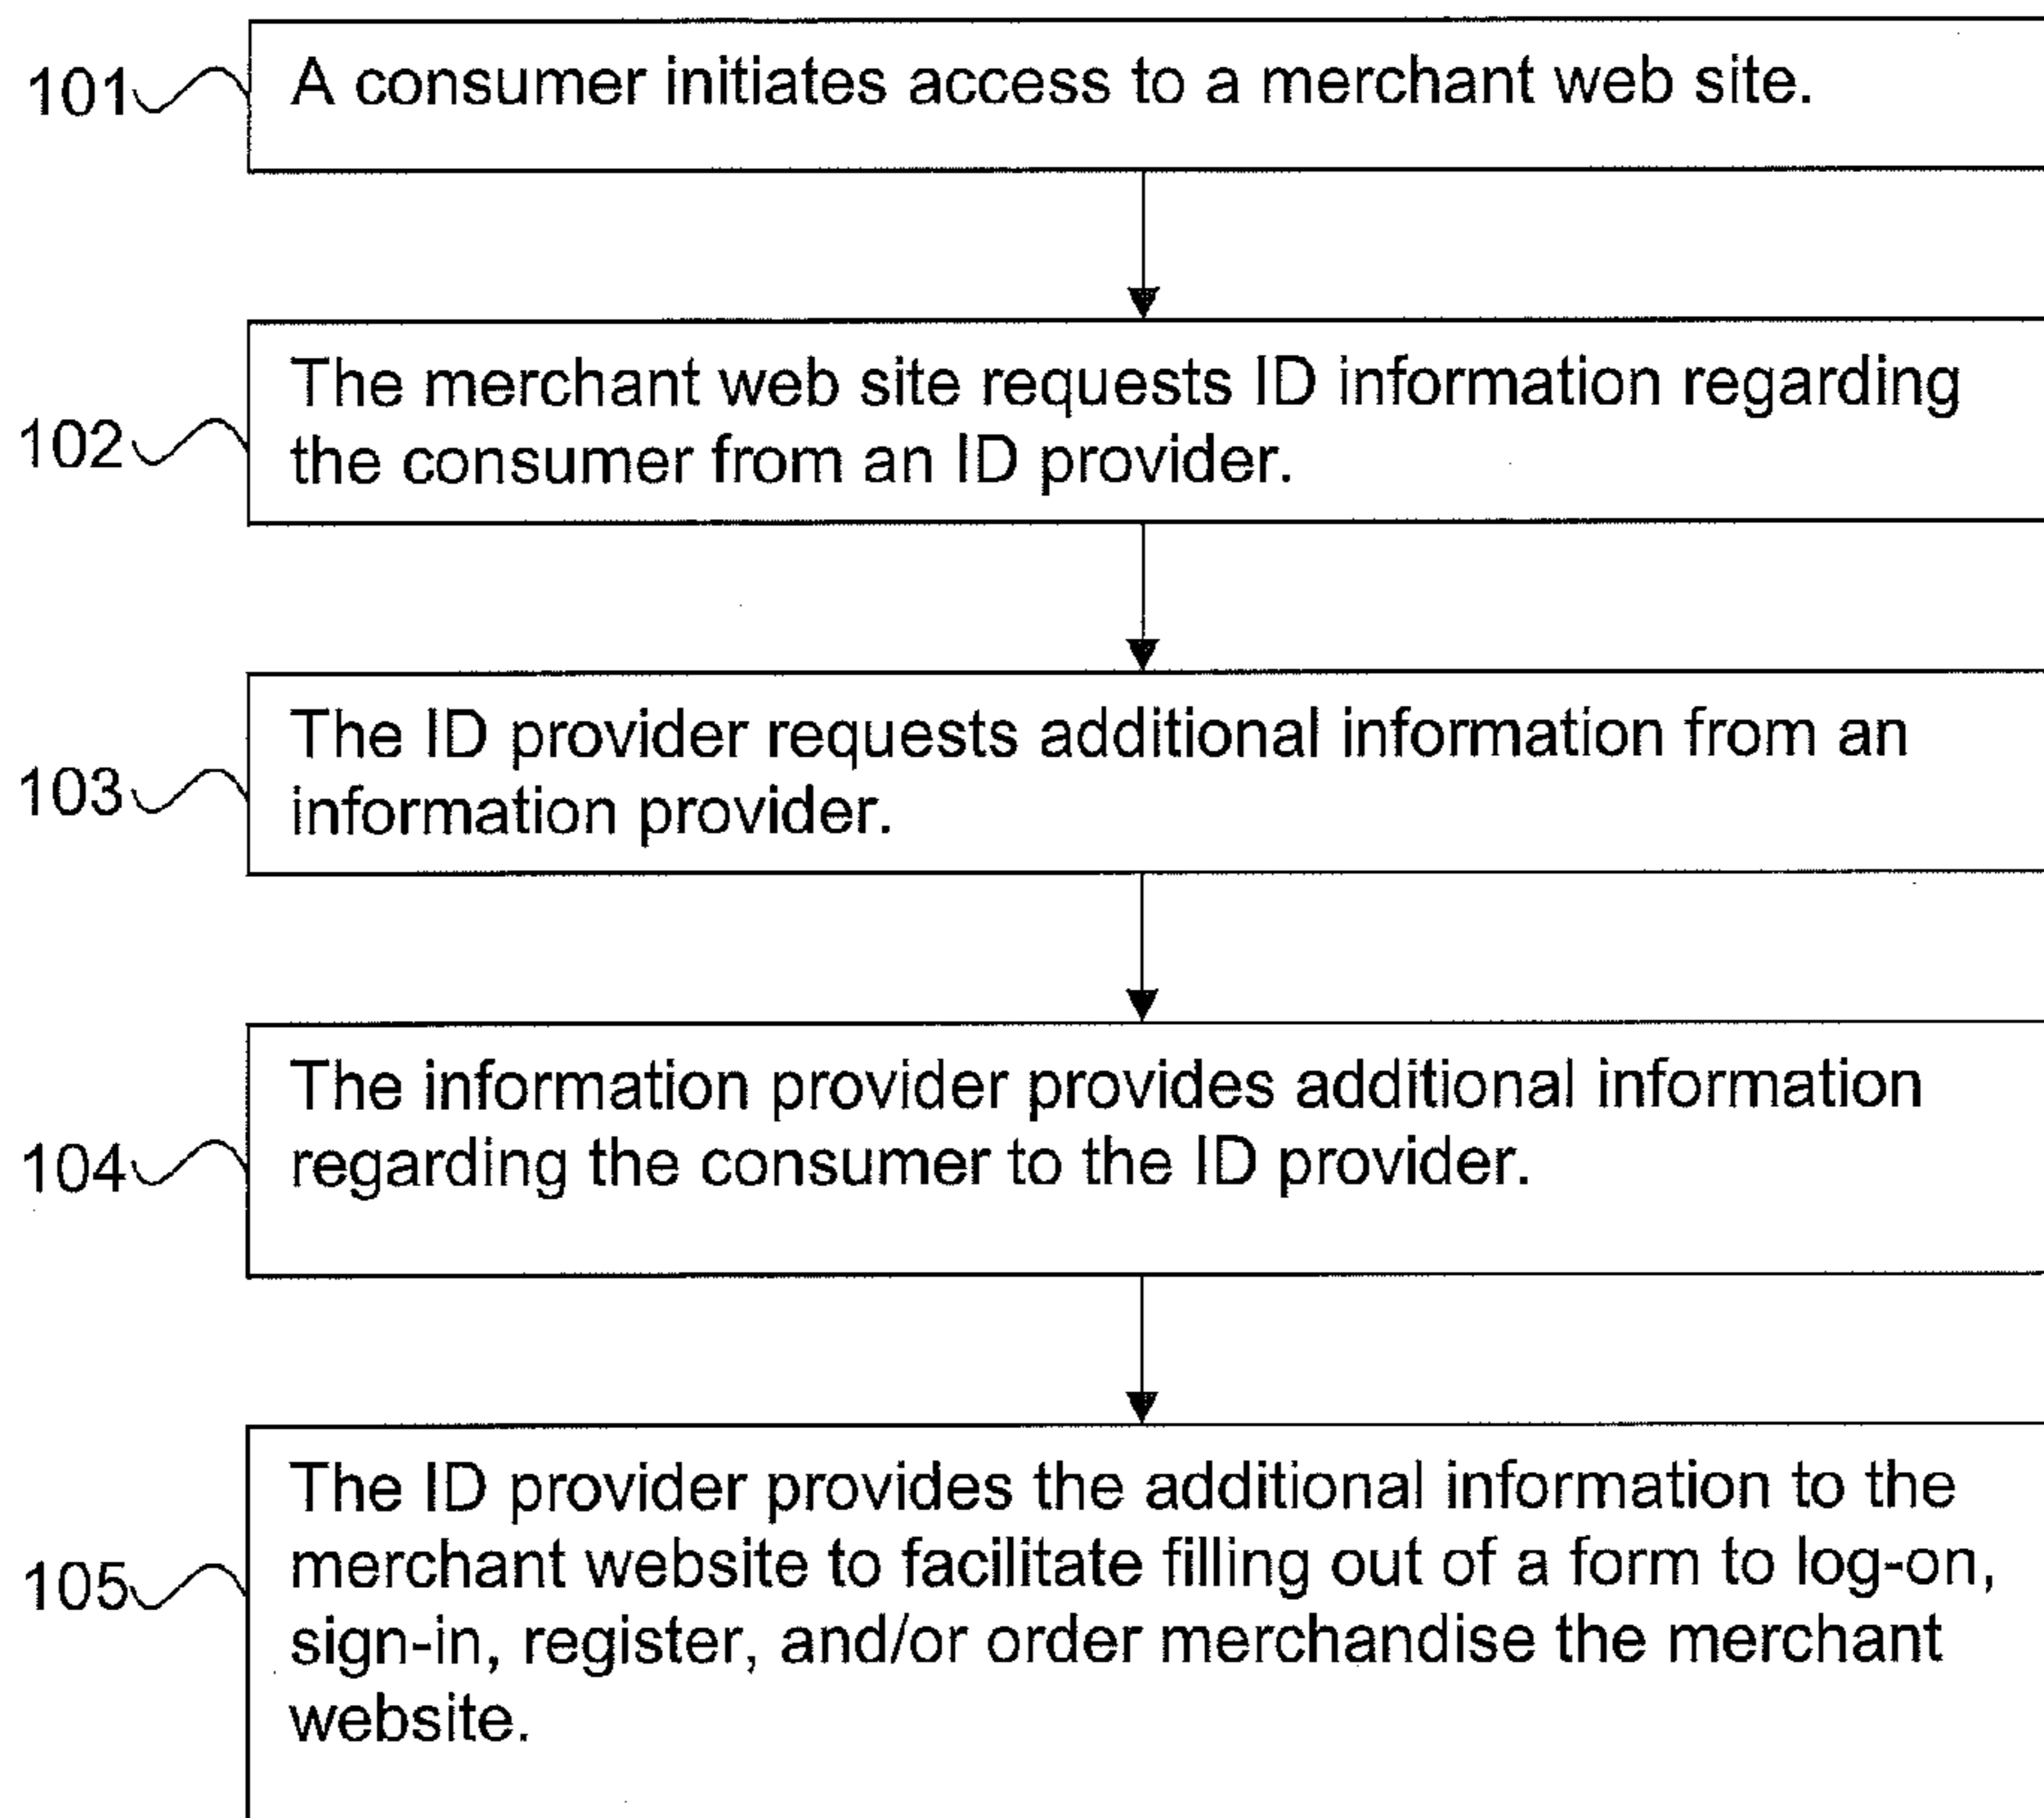 101
A consumer initiates access to a merchant web site.
102
The merchant web site requests ID information regarding
the consumer from an ID provider.
103
The ID provider requests additional information from an
information provider.
104
The information provider provides additional information
regarding the consumer to the ID provider.
105
The ID provider provides the additional information to the
merchant website to facilitate filling out of a form to log-on,
sign-in, register, and/or order merchandise the merchant
website.